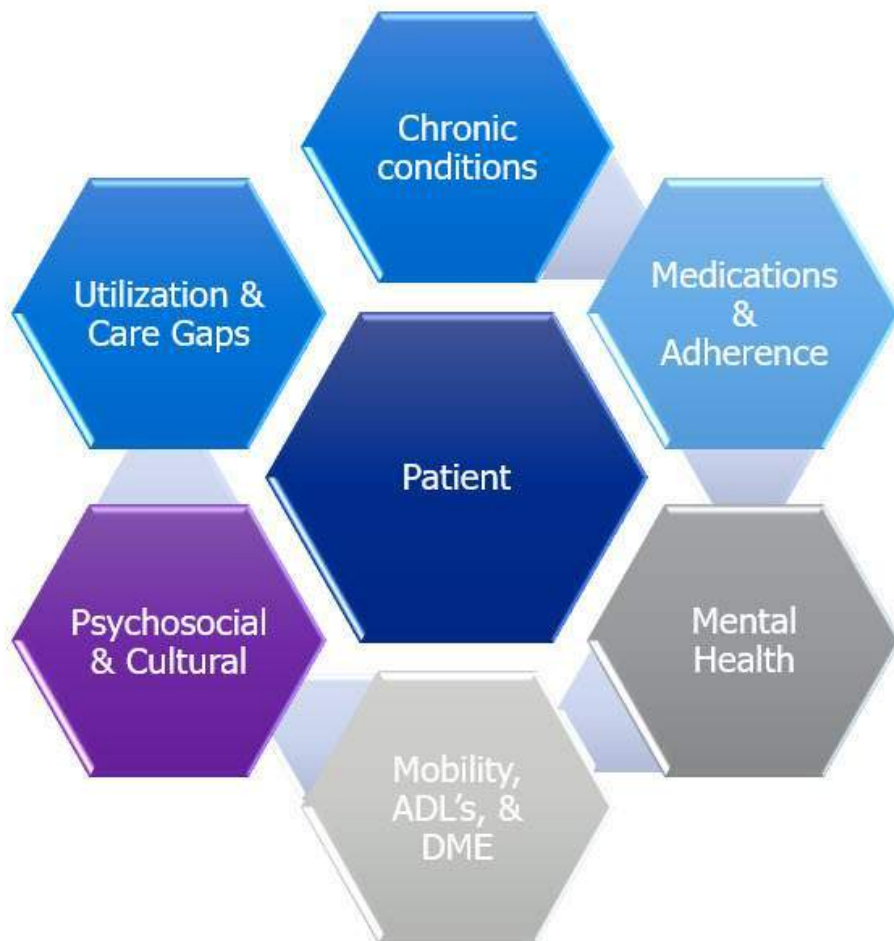 Chronic
conditions
Medications
&
Adherence
Mental
Health
Mobility,
ADL’s, &
DME
Psychosocial
& Cultural
Utilization &
Care Gaps
Patient